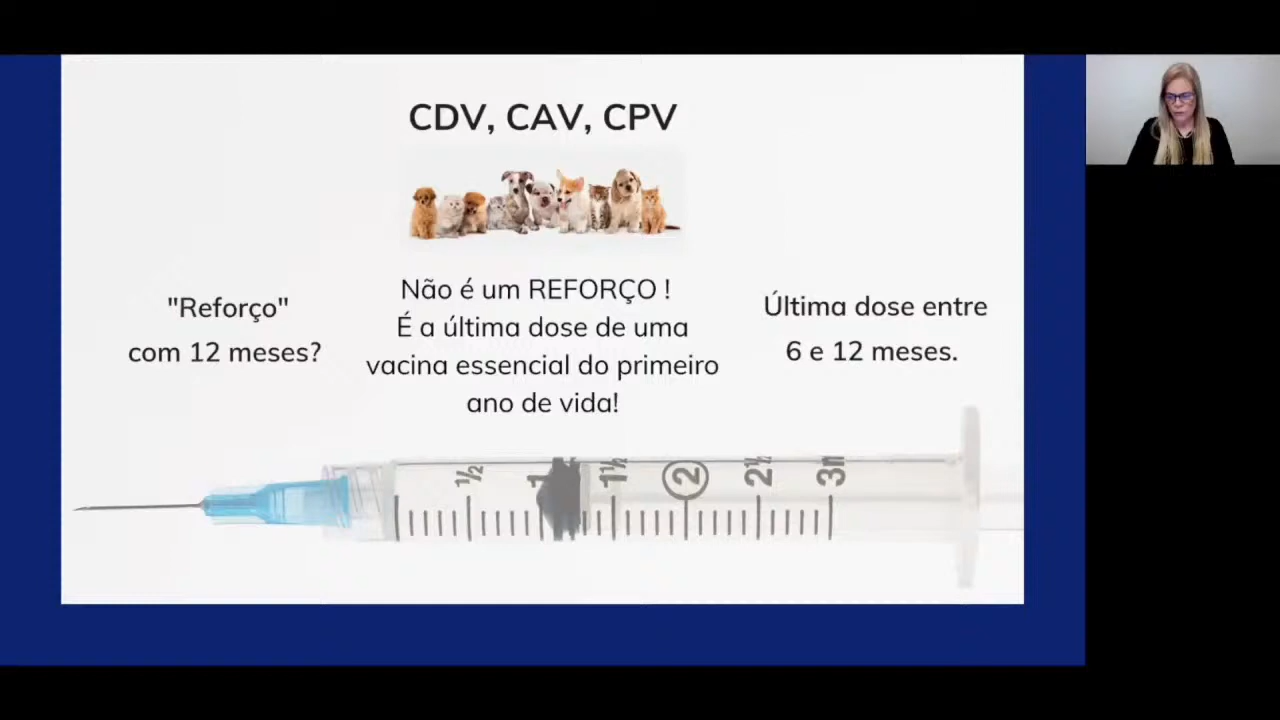 CDV, CAV, CPV
"Reforço"
com 12 meses?
Não é um REFORÇO !
É a última dose de uma
vacina essencial do primeiro
ano de vida!
Última dose entre
6 e 12 meses.
½ 1 1½ 2 2½ 3